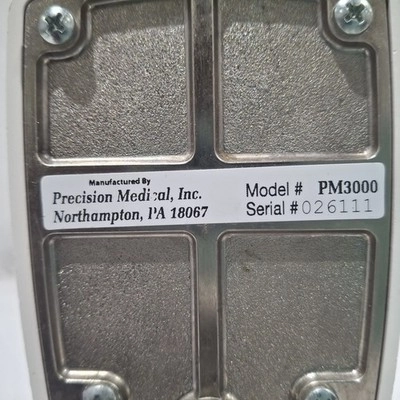 Manufactured By
Precision Medical, Inc.
Northampton, PA 18067
Model # PM3000
Serial # 026111